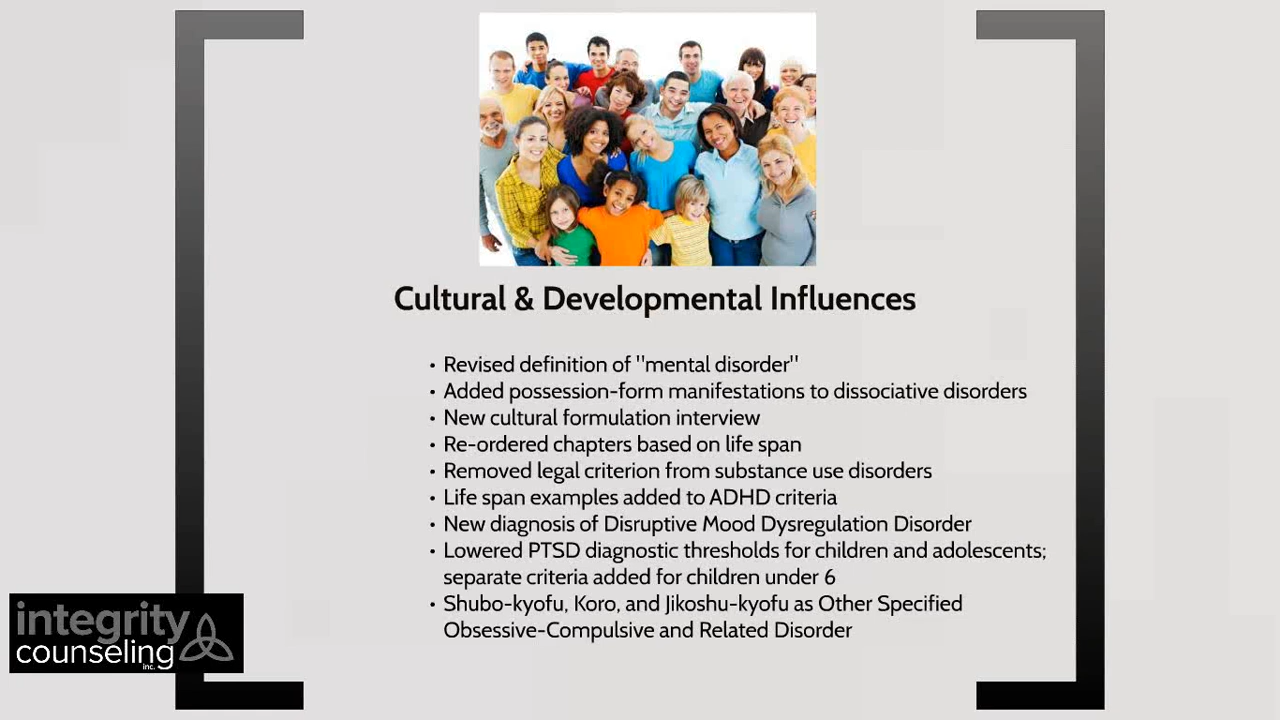 Cultural & Developmental Influences
• Revised definition of "mental disorder"
• Added possession-form manifestations to dissociative disorders
• New cultural formulation interview
• Re-ordered chapters based on life span
• Removed legal criterion from substance use disorders
• Life span examples added to ADHD criteria
• New diagnosis of Disruptive Mood Dysregulation Disorder
• Lowered PTSD diagnostic thresholds for children and adolescents;
separate criteria added for children under 6
• Shubo-kyofu, Koro, and Jikoshu-kyofu as Other Specified
Obsessive-Compulsive and Related Disorder
integrity
counseling
inc.